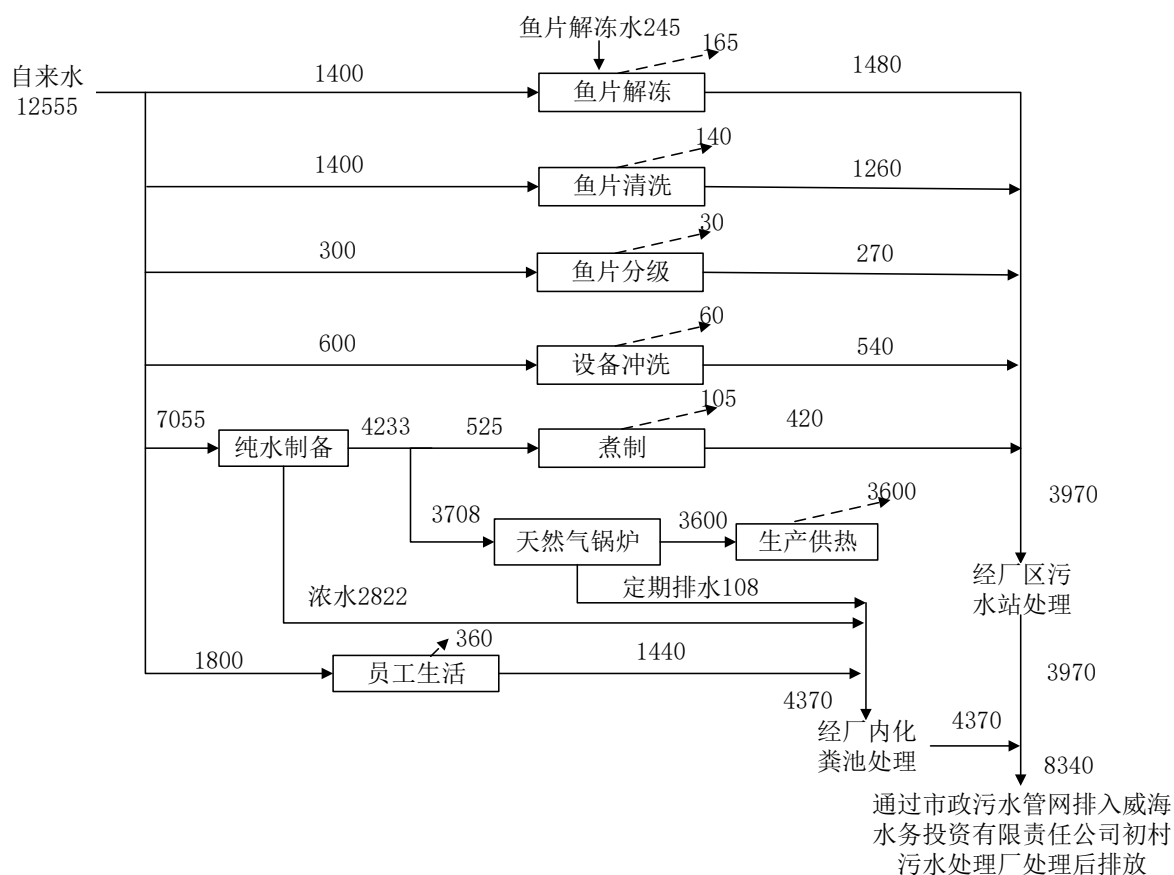 鱼片解冻水245
165
自来水
12555
1400
鱼片解冻
1480
140
1400
鱼片清洗
1260
30
300
鱼片分级
270
60
600
设备冲洗
540
105
7055
纯水制备
4233
525
煮制
420
3600
3970
3708
天然气锅炉
3600
生产供热
经厂区污
水站处理
浓水2822
定期排水108
360
1800
员工生活
1440
3970
4370
经厂内化
粪池处理
4370
8340
通过市政污水管网排入威海
水务投资有限责任公司初村
污水处理厂处理后排放